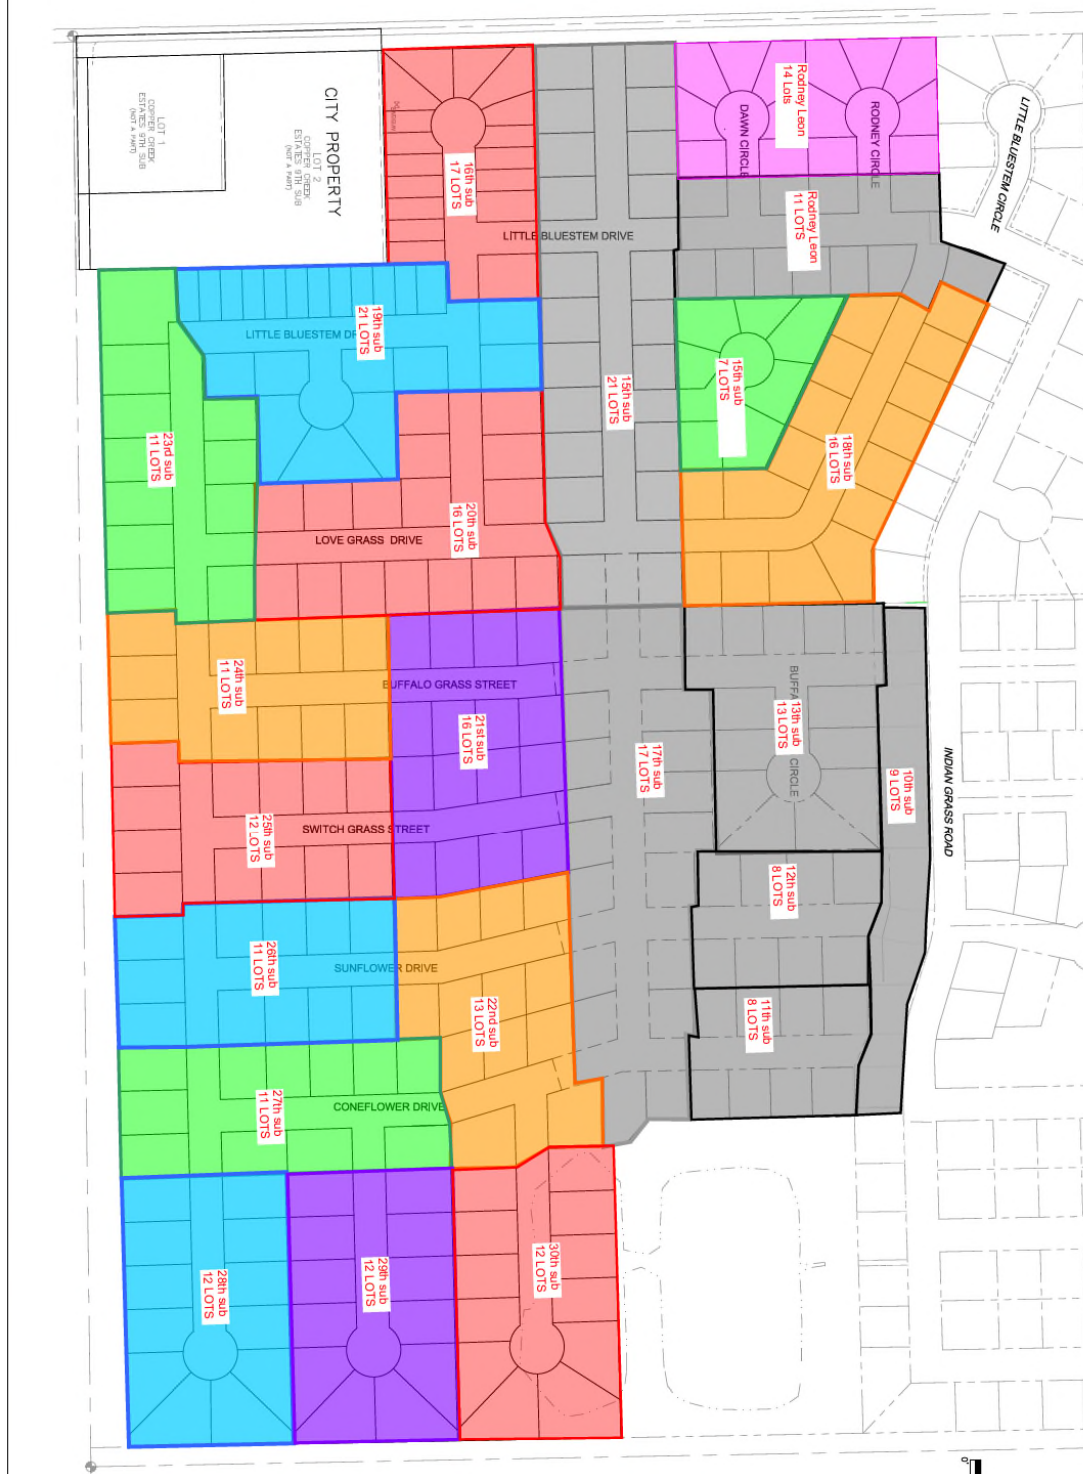 LOT 1
COPPER CREEK
ESTATES 9TH SUB
(NOT A PART)
CITY PROPERTY
LOT 2
COPPER CREEK
ESTATES 9TH SUB
(NOT A PART)
16th sub
17 LOTS
Rodney Leon
14 Lots
DAWN CIRCLE
RODNEY CIRCLE
LITTLE BLUESTEM CIRCLE
Rodney Leon
11 LOTS
LITTLE BLUESTEM DRIVE
LITTLE BLUESTEM DR
19th sub
21 LOTS
15th sub
21 LOTS
15th sub
7 LOTS
18th sub
16 LOTS
23rd sub
11 LOTS
20th sub
16 LOTS
LOVE GRASS DRIVE
24th sub
11 LOTS
BUFFALO GRASS STREET
21st sub
16 LOTS
17th sub
17 LOTS
BUFFA
CIRCLE
13th sub
13 LOTS
10th sub
9 LOTS
INDIAN GRASS ROAD
25th sub
12 LOTS
SWITCH GRASS STREET
12th sub
8 LOTS
26th sub
11 LOTS
SUNFLOWER DRIVE
22nd sub
13 LOTS
11th sub
8 LOTS
27th sub
11 LOTS
CONEFLOWER DRIVE
28th sub
12 LOTS
29th sub
12 LOTS
30th sub
12 LOTS